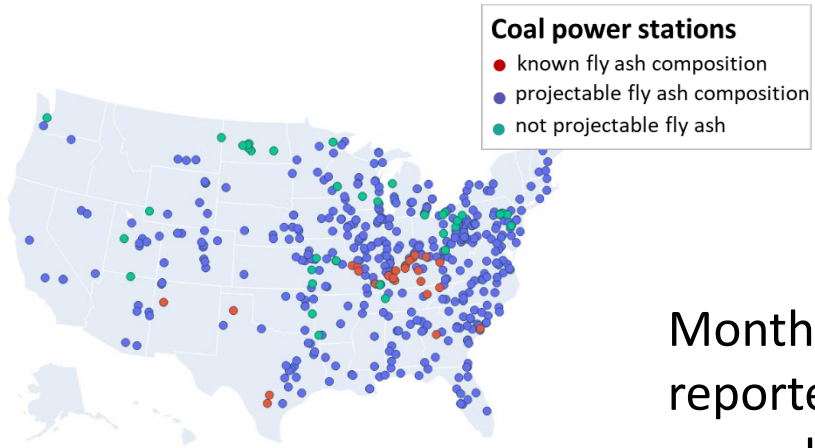 Coal power stations
known fly ash composition
projectable fly ash composition
not projectable fly ash
Month
reporte